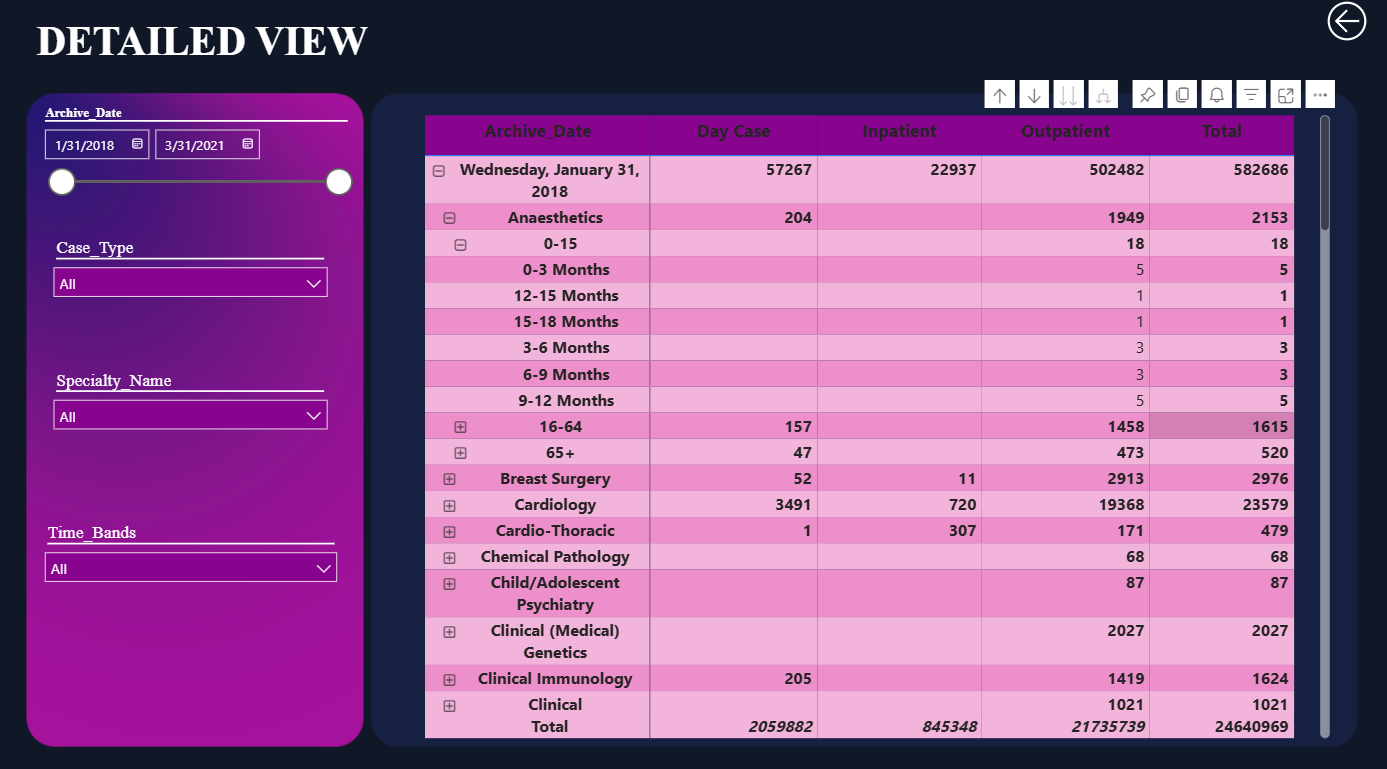 DETAILED VIEW
Archive_Date
1/31/2018 3/31/2021
Case_Type
All
Specialty_Name
All
Time_Bands
All
Archive_Date Day Case Inpatient Outpatient Total
Wednesday, January 31, 57267 22937 502482 582686
2018
Anaesthetics 204 1949 2153
0-15 18 18
0-3 Months 5 5
12-15 Months 1 1
15-18 Months 1 1
3-6 Months 3 3
6-9 Months 3 3
9-12 Months 5 5
16-64 157 1458 1615
65+ 47 473 520
Breast Surgery 52 11 2913 2976
Cardiology 3491 720 19368 23579
Cardio-Thoracic 1 307 171 479
Chemical Pathology 68 68
Child/Adolescent 87 87
Psychiatry
Clinical (Medical) 2027 2027
Genetics
Clinical Immunology 205 1419 1624
Clinical 1021 1021
Total 2059882 845348 21735739 24640969